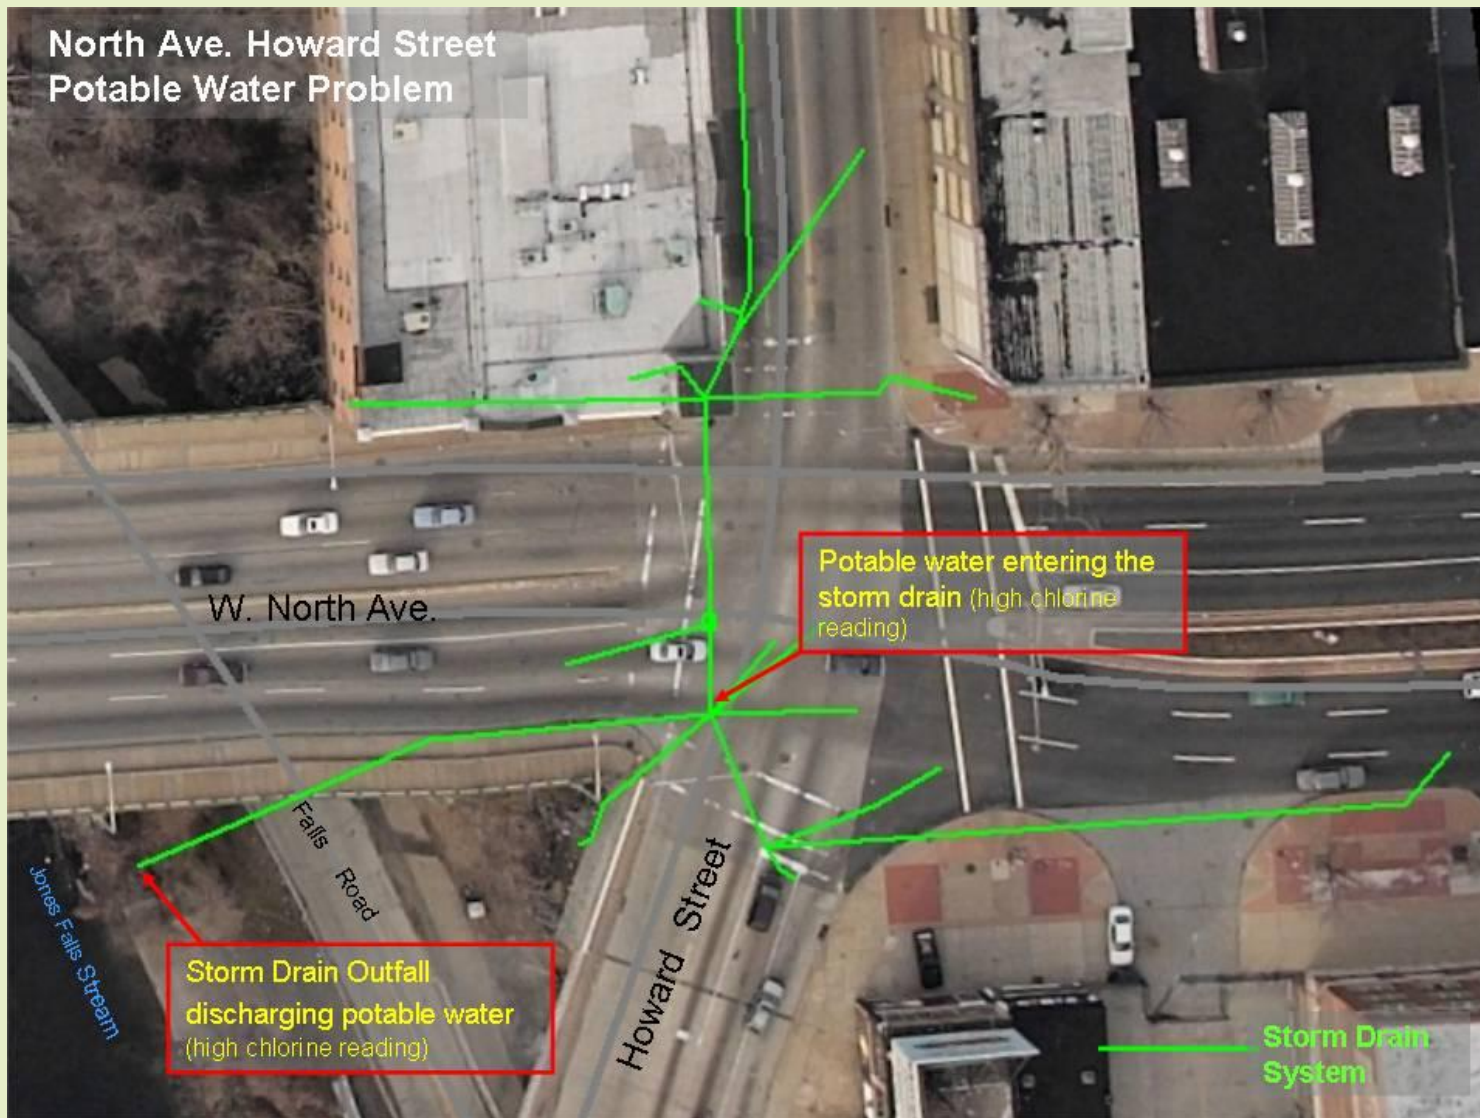 North Ave. Howard Street
Potable Water Problem
Potable water entering the
storm drain (high chlorine
reading)
W. North Ave.
Falls Road
Jones Falls Stream
Howard Street
Storm Drain Outfall
discharging potable water
(high chlorine reading)
Storm Drain
System